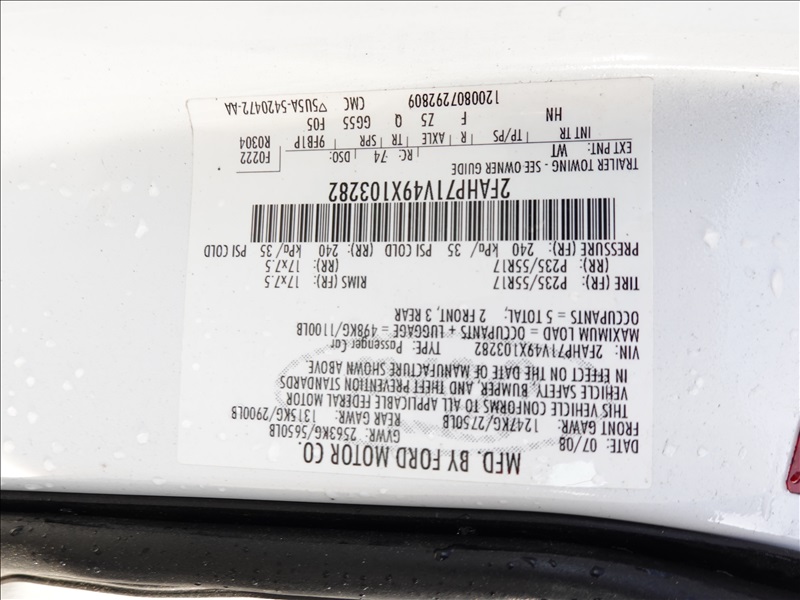 MFD. BY FORD MOTOR CO.
DATE: 07/08 GVWR: 2563KG/5650LB
FRONT GAWR: 1247KG/2750LB REAR GAWR: 1315KG/2900LB
THIS VEHICLE CONFORMS TO ALL APPLICABLE FEDERAL MOTOR
VEHICLE SAFETY, BUMPER, AND THEFT PREVENTION STANDARDS
IN EFFECT ON THE DATE OF MANUFACTURE SHOWN ABOVE.
VIN: 2FAHP71V49X103282 TYPE: Passenger Car
MAXIMUM LOAD = OCCUPANTS + LUGGAGE = 498KG/1100LB
OCCUPANTS = 5 TOTAL: 2 FRONT, 3 REAR
TIRE (FR): P235/55R17 RIMS (FR): 17x7.5
(RR): P235/55R17 (RR): 17x7.5
PRESSURE (FR): 240 kPa/ 35 PSI COLD (RR): 240 kPa/ 35 PSI COLD
2FAHP71V49X103282
TRAILER TOWING - SEE OWNER GUIDE
EXT PNT: WT RC: 74 DSO: F0222
INT TR TP/PS R AXLE TR SPR 9FB1P R0304
HN F Z5 Q GG55 F05
1200807292809 CMC ▽5U5A-5420472-AA